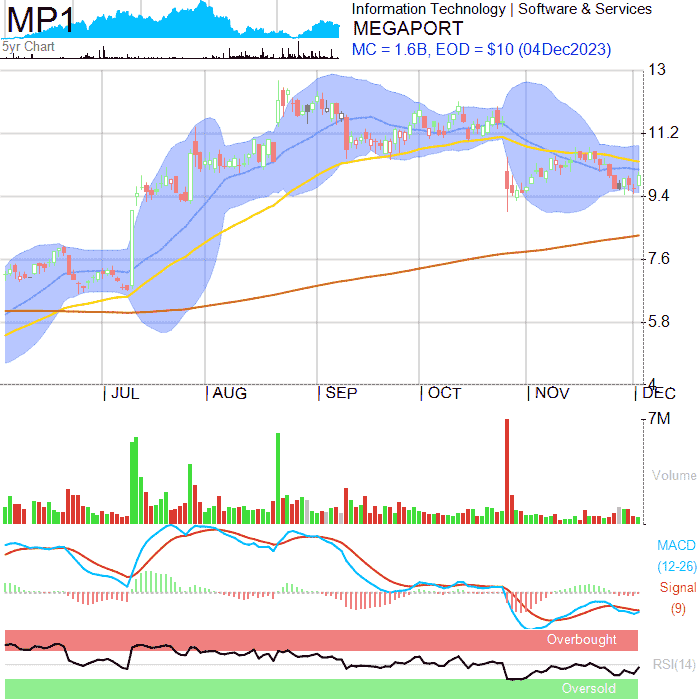 MP1
5yr Chart
Information Technology | Software & Services
MEGAPORT
MC = 1.6B, EOD = $10 (04Dec2023)
13
11.2
9.4
7.6
5.8
4
JUL AUG SEP OCT NOV DEC
7M
Volume
MACD
(12-26)
Signal
(9)
Overbought
RSI(14)
Oversold